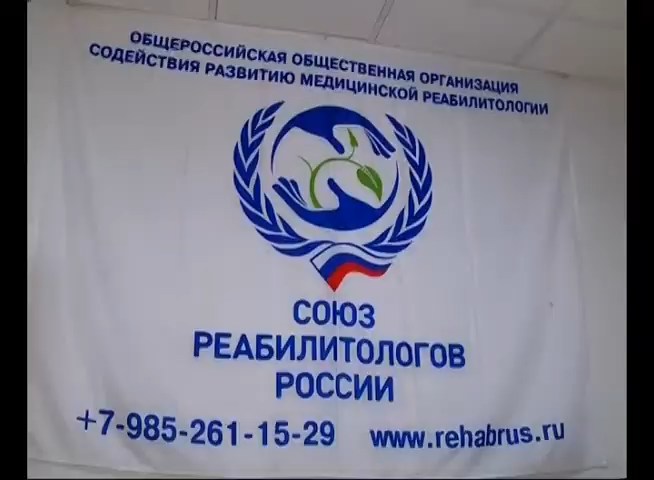 ОБЩЕРОССИЙСКАЯ ОБЩЕСТВЕННАЯ ОРГАНИЗАЦИЯ
СОДЕЙСТВИЯ РАЗВИТИЮ МЕДИЦИНСКОЙ РЕАБИЛИТОЛОГИИ
СОЮЗ
РЕАБИЛИТОЛОГОВ
РОССИИ
+7-985-261-15-29 www.rehabrus.ru